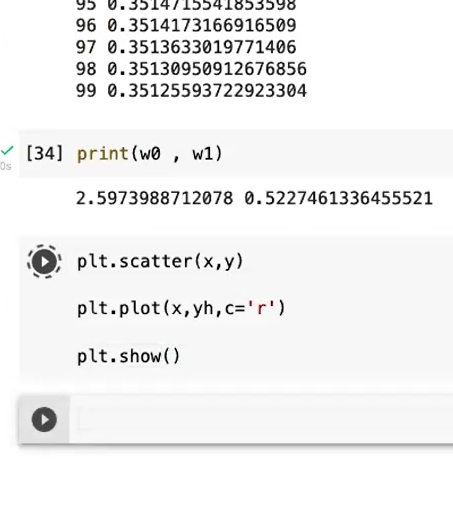 95 0.3514715541853598
96 0.3514173166916509
97 0.3513633019771406
98 0.35130950912676856
99 0.35125593722923304
[34] print(w0 , w1)
0s
2.5973988712078 0.5227461336455521
plt.scatter(x,y)
plt.plot(x,yh,c='r')
plt.show()